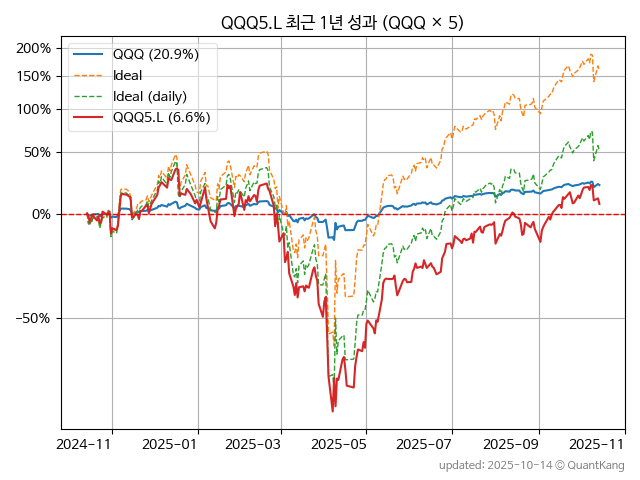 QQQ5.L 최근 1년 성과 (QQQ × 5)
QQQ (20.9%)
Ideal
Ideal (daily)
QQQ5.L (6.6%)
200%
150%
100%
50%
0%
−50%
2024-11
2025-01
2025-03
2025-05
2025-07
2025-09
2025-11
updated: 2025-10-14 © QuantKang